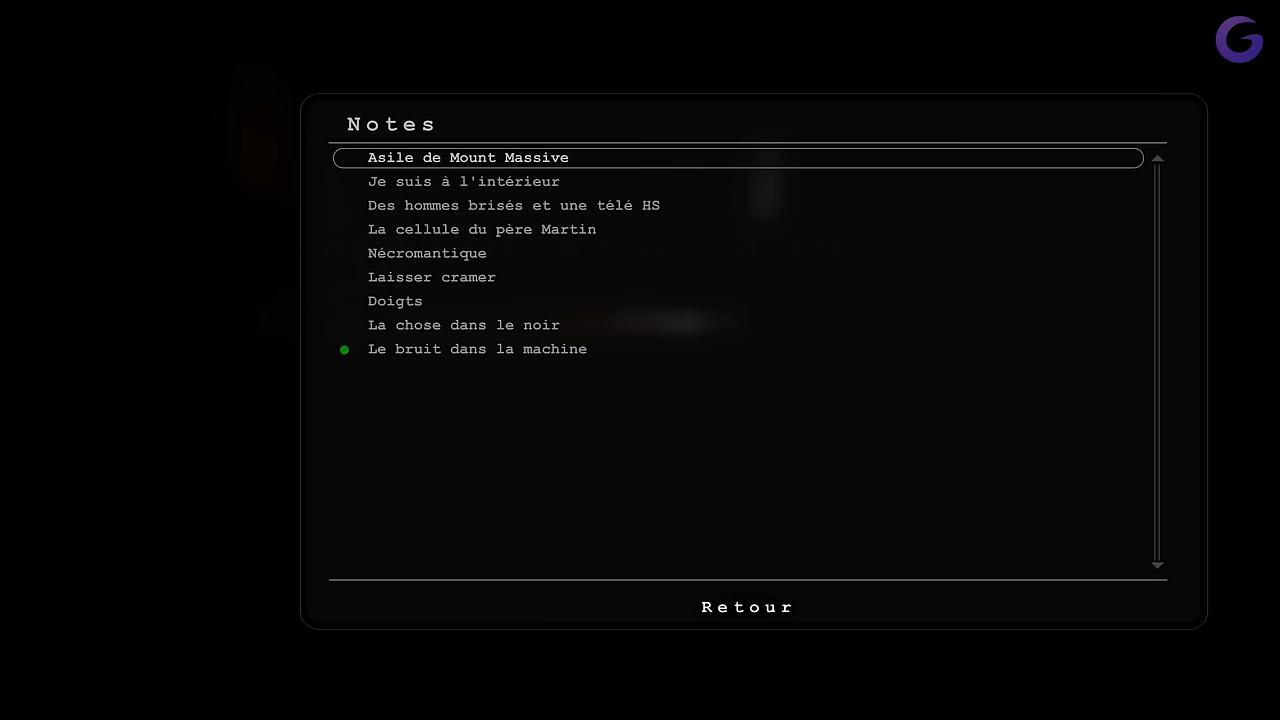 Notes
Asile de Mount Massive
Je suis à l'intérieur
Des hommes brisés et une télé HS
La cellule du père Martin
Nécromantique
Laisser cramer
Doigts
La chose dans le noir
Le bruit dans la machine
Retour